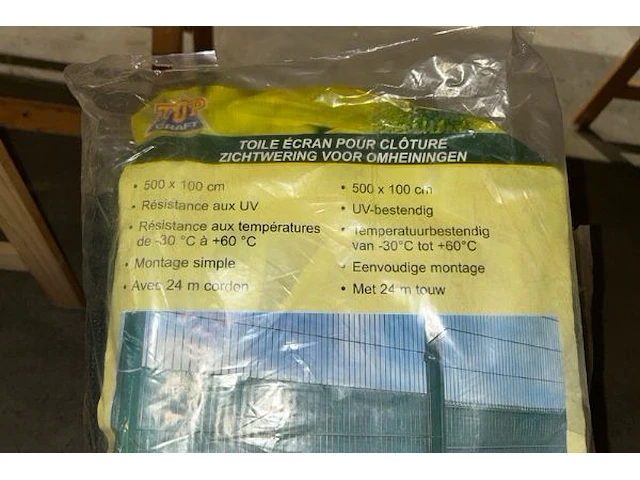 TOP
CRAFT
TOILE ÉCRAN POUR CLÔTURE
ZICHTWERING VOOR OMHEININGEN
• 500 x 100 cm
• Résistance aux UV
• Résistance aux températures
de -30 °C à +60 °C
• Montage simple
• Avec 24 m cordon
• 500 x 100 cm
• UV-bestendig
• Temperatuurbestendig
van -30°C tot +60°C
• Eenvoudige montage
• Met 24 m touw